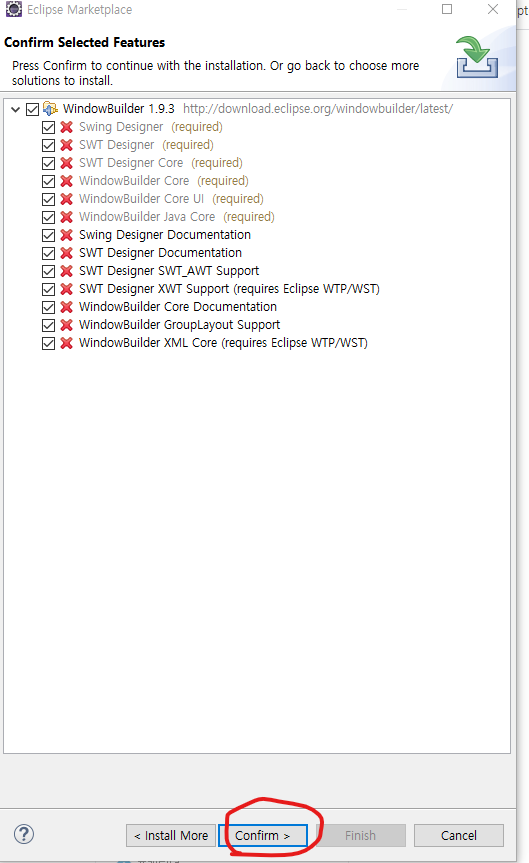 Eclipse Marketplace
Confirm Selected Features
Press Confirm to continue with the installation. Or go back to choose more
solutions to install.
WindowBuilder 1.9.3 http://download.eclipse.org/windowbuilder/latest/
Swing Designer (required)
SWT Designer (required)
SWT Designer Core (required)
WindowBuilder Core (required)
WindowBuilder Core UI (required)
WindowBuilder Java Core (required)
Swing Designer Documentation
SWT Designer Documentation
SWT Designer SWT_AWT Support
SWT Designer XWT Support (requires Eclipse WTP/WST)
WindowBuilder Core Documentation
WindowBuilder GroupLayout Support
WindowBuilder XML Core (requires Eclipse WTP/WST)
? < Install More Confirm > Finish Cancel